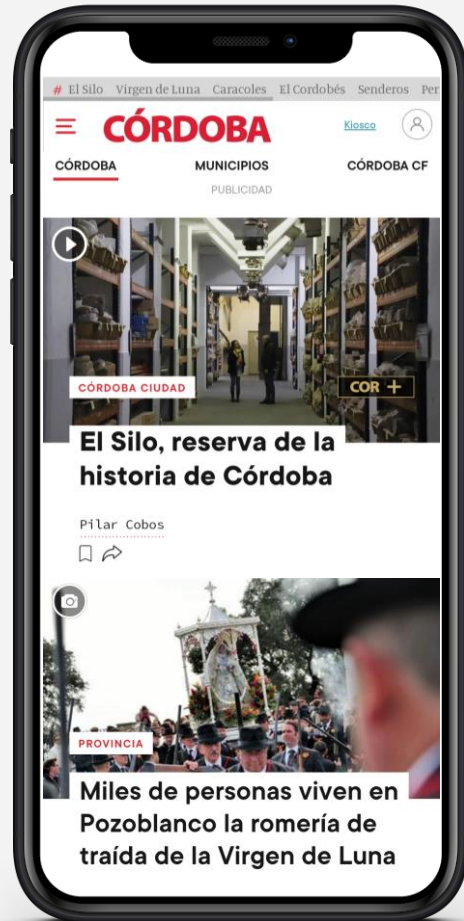 # El Silo Virgen de Luna Caracoles El Cordobés Senderos Per
CÓRDOBA
Kiosco
CÓRDOBA MUNICIPIOS CÓRDOBA CF
PUBLICIDAD
CÓRDOBA CIUDAD
COR +
El Silo, reserva de la
historia de Córdoba
Pilar Cobos
PROVINCIA
Miles de personas viven en
Pozoblanco la romería de
traída de la Virgen de Luna